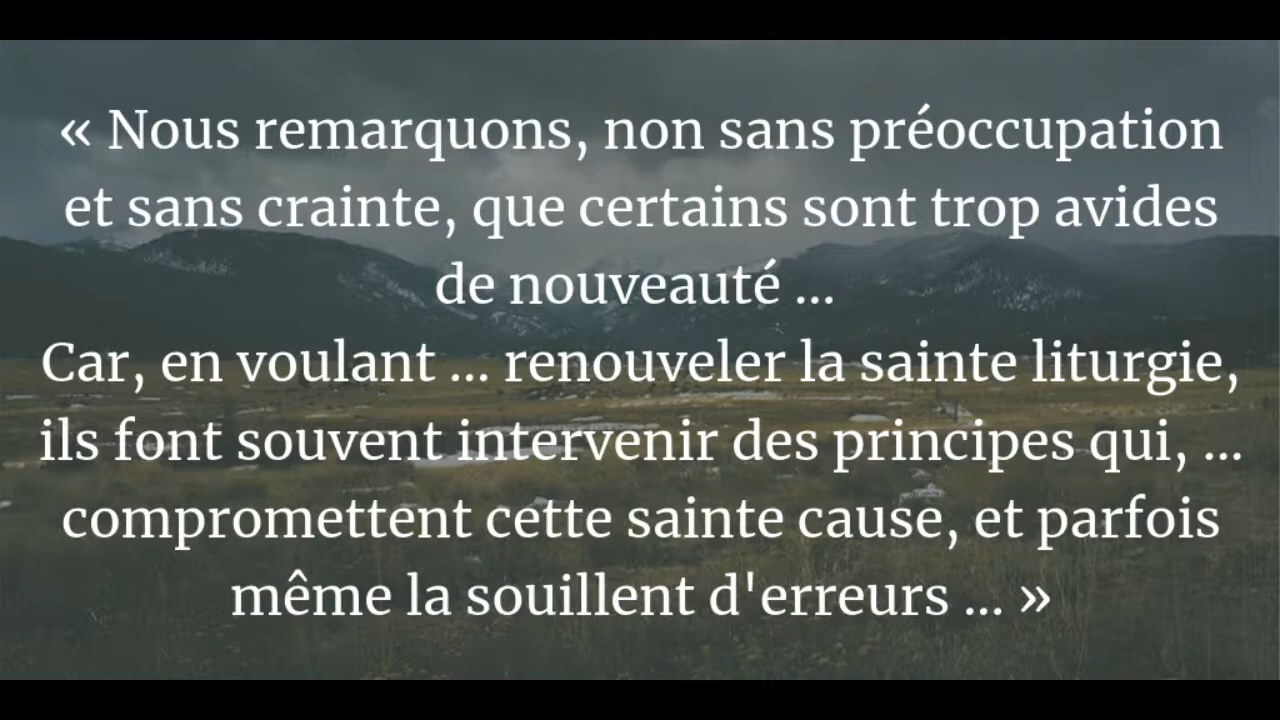 « Nous remarquons, non sans préoccupation
et sans crainte, que certains sont trop avides
de nouveauté ...
Car, en voulant ... renouveler la sainte liturgie,
ils font souvent intervenir des principes qui, ...
compromettent cette sainte cause, et parfois
même la souillent d'erreurs ... »